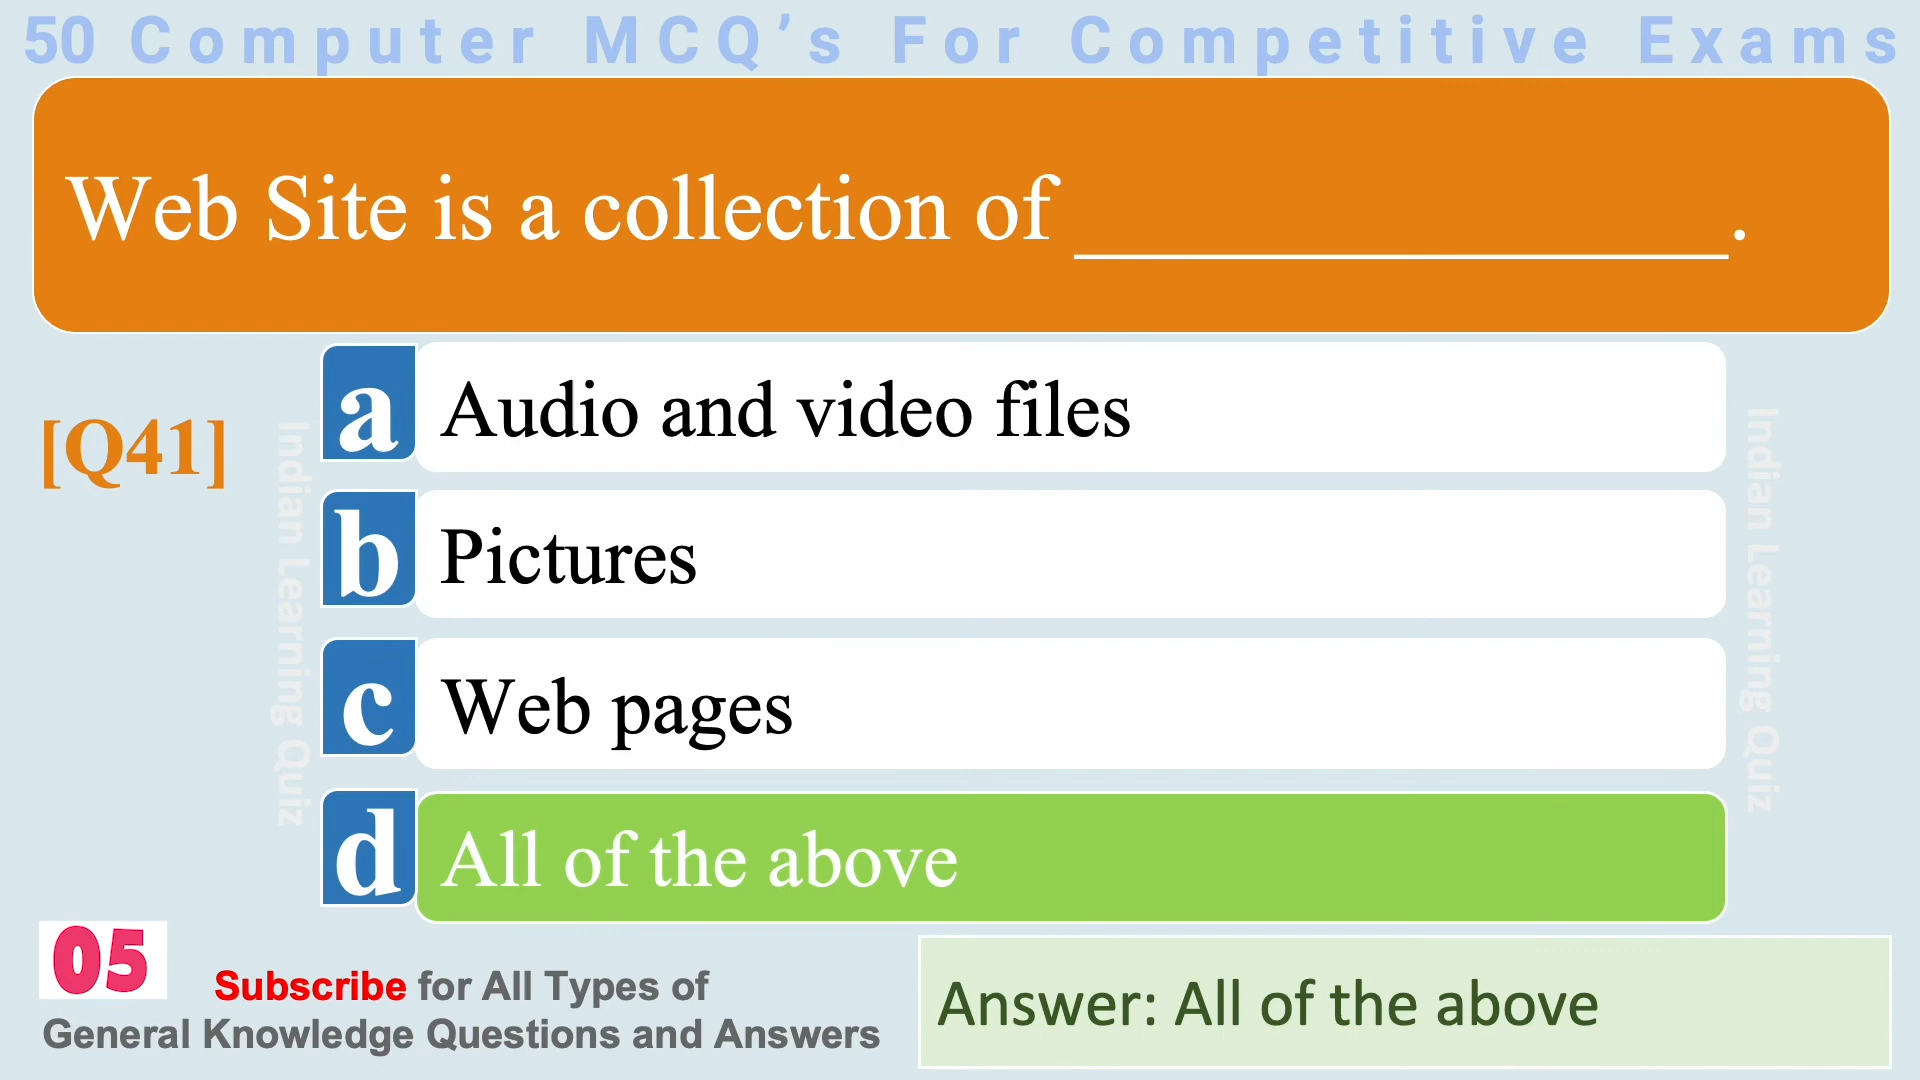 50 Computer MCQ’s For Competitive Exams
Web Site is a collection of _______________.
[Q41]
a Audio and video files
b Pictures
c Web pages
d All of the above
Indian Learning Quiz
Indian Learning Quiz
05
Subscribe for All Types of
General Knowledge Questions and Answers
Answer: All of the above